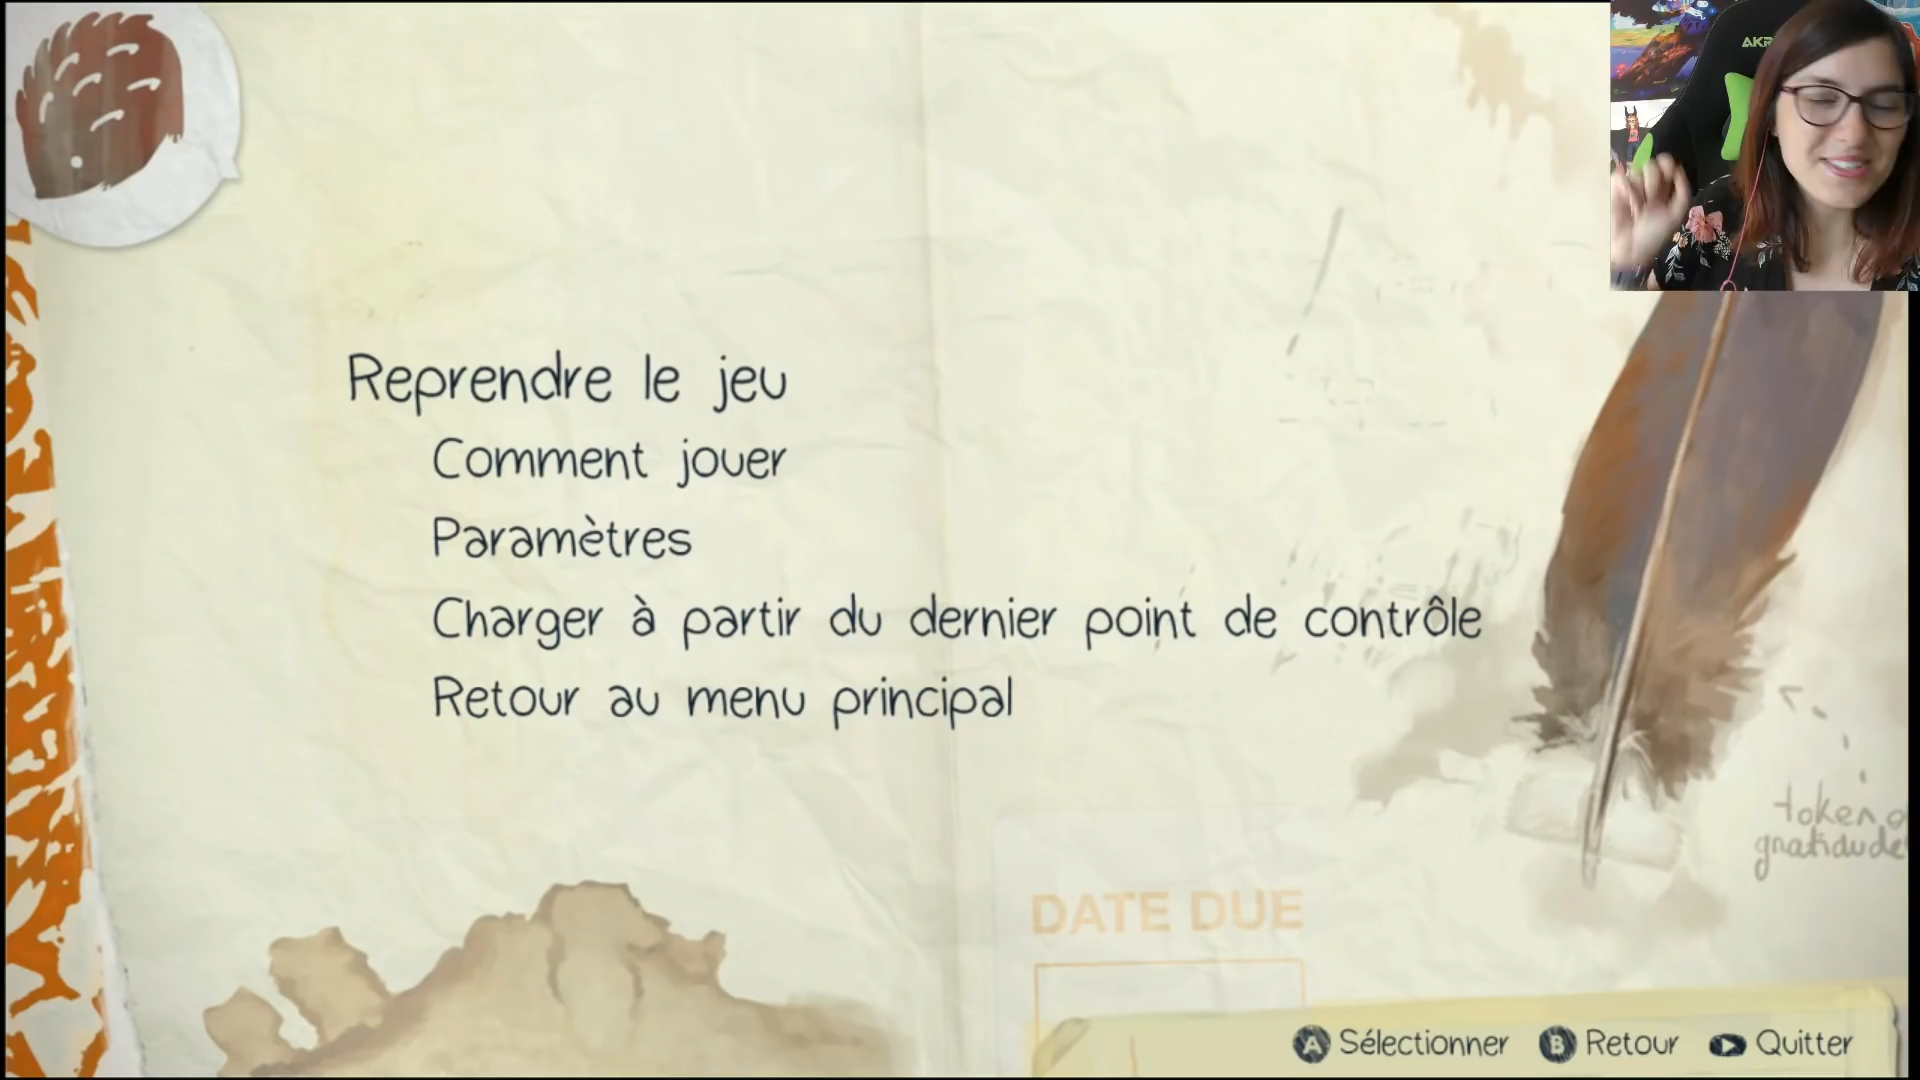 Reprendre le jeu
Comment jouer
Paramètres
Charger à partir du dernier point de contrôle
Retour au menu principal
token
DATE DUE
A Sélectionner B Retour Quitter